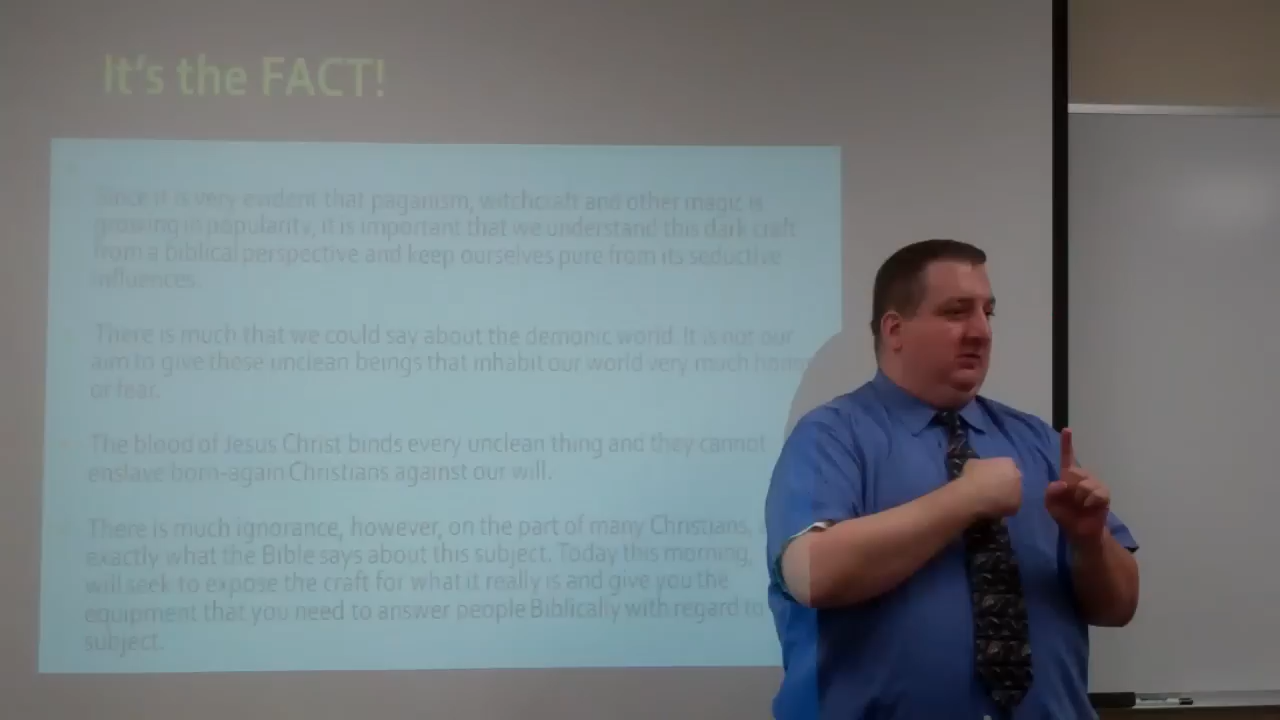 It's the FACT!
Since it is very evident that paganism, witchcraft and other magic is
growing in popularity, it is important that we understand this dark craft
from a biblical perspective and keep ourselves pure from its seductive
influences.
There is much that we could say about the demonic world. It is not our
aim to give these unclean beings that inhabit our world very much
or fear.
The blood of Jesus Christ binds every unclean thing and they cannot
enslave born-again Christians against our will.
There is much ignorance, however, on the part of many Christians,
exactly what the Bible says about this subject. Today this morning,
will seek to expose the craft for what it really is and give you the
equipment that you need to answer people Biblically with regard to
subject.